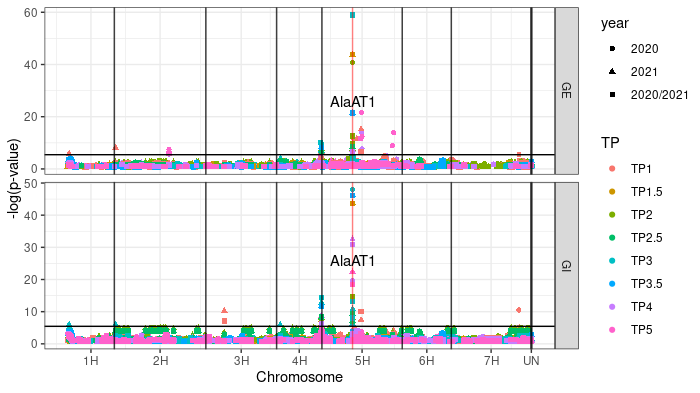 -log(p-value)
60
40
20
0
AlaAT1
GE
50
40
30
20
10
0
AlaAT1
GI
1H
2H
3H
4H
5H
6H
7H
UN
Chromosome
year
2020
2021
2020/2021
TP
TP1
TP1.5
TP2
TP2.5
TP3
TP3.5
TP4
TP5